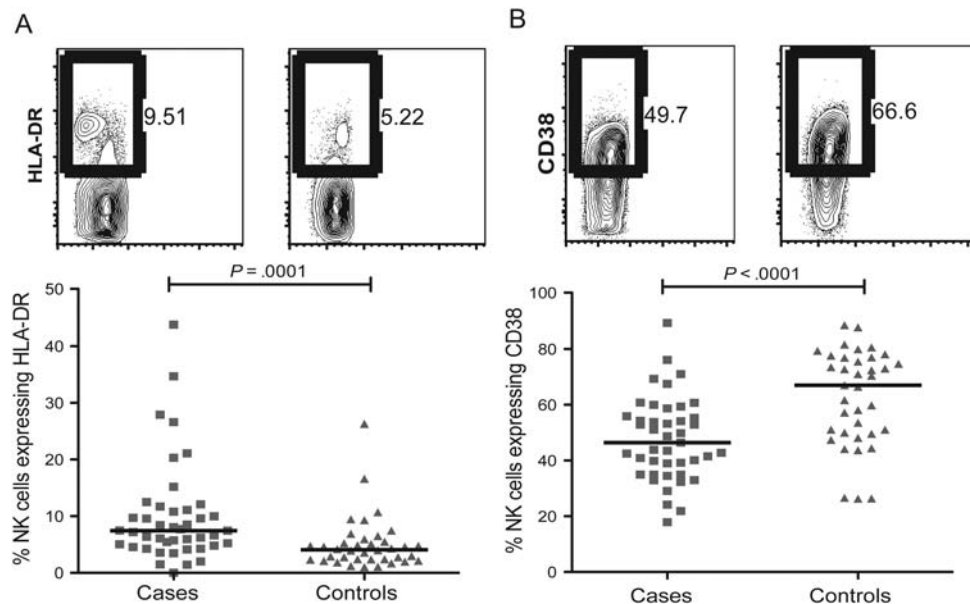 A
HLA-DR
9.51
5.22
P = .0001
% NK cells expressing HLA-DR
50
40
30
20
10
0
Cases
Controls
B
CD38
49.7
66.6
P < .0001
% NK cells expressing CD38
100
80
60
40
20
0
Cases
Controls